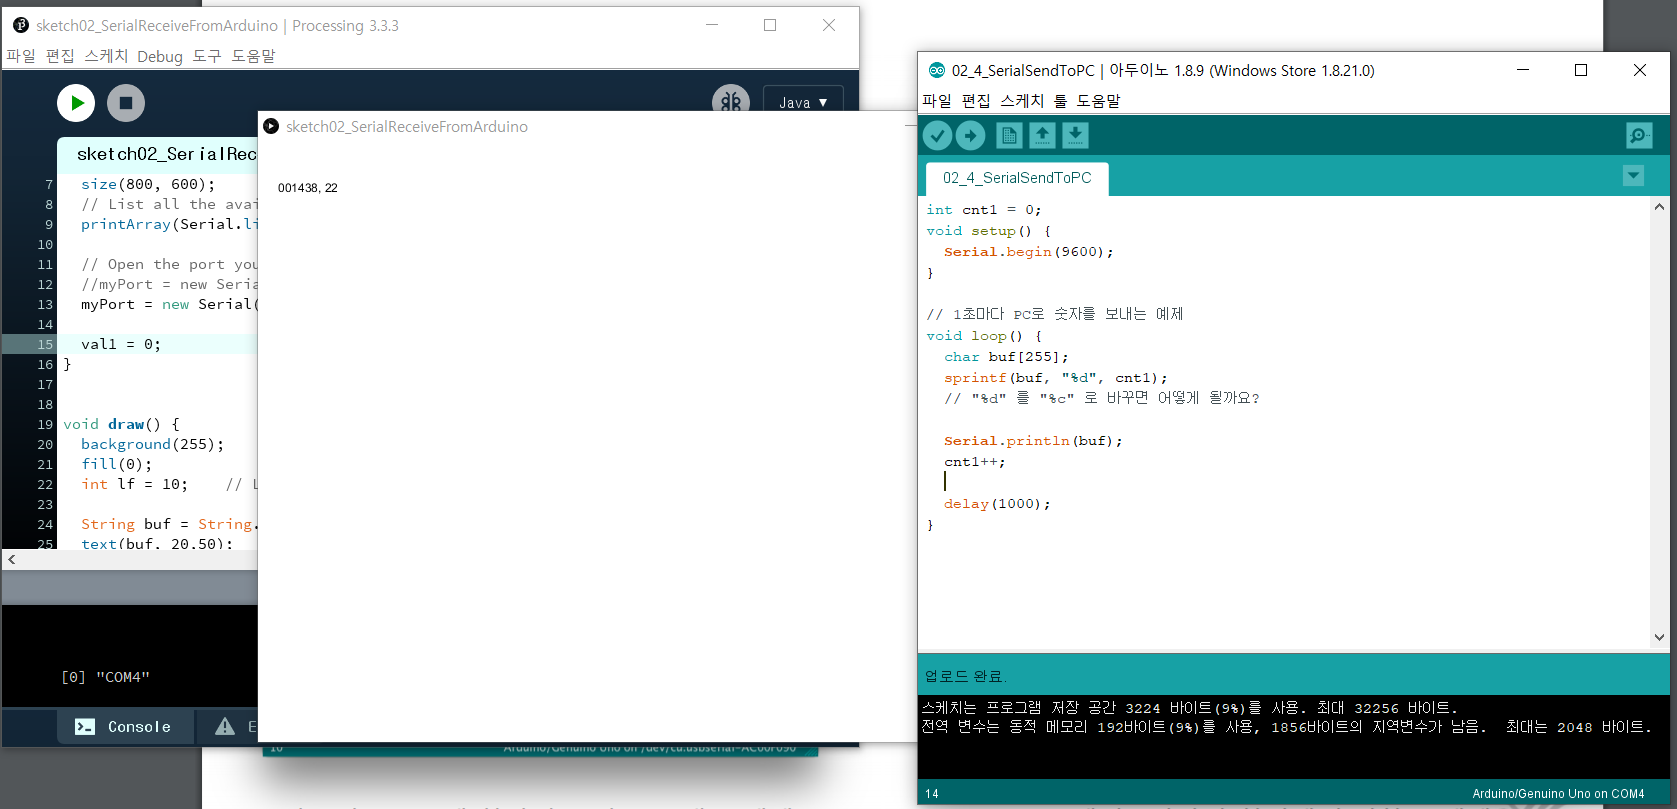 sketch02_SerialReceiveFromArduino | Processing 3.3.3
파일 편집 스케치 Debug 도구 도움말
Java ▼
sketch02_SerialRec
7 size(800, 600);
8 // List all the avai
9 printArray(Serial.li
10
11 // Open the port you
12 //myPort = new Seria
13 myPort = new Serial(
14
15 val1 = 0;
16 }
17
18
19 void draw() {
20 background(255);
21 fill(0);
22 int lf = 10; // L
23
24 String buf = String.
25 text(buf, 20,50);
[0] "COM4"
Console
E
sketch02_SerialReceiveFromArduino
001438, 22
10
Arduino/Genuino Uno on /dev/cu.usbserial-AC00F090
02_4_SerialSendToPC | 아두이노 1.8.9 (Windows Store 1.8.21.0)
파일 편집 스케치 툴 도움말
02_4_SerialSendToPC
int cnt1 = 0;
void setup() {
Serial.begin(9600);
}
// 1초마다 PC로 숫자를 보내는 예제
void loop() {
char buf[255];
sprintf(buf, "%d", cnt1);
// "%d" 를 "%c" 로 바꾸면 어떻게 될까요?
Serial.println(buf);
cnt1++;
delay(1000);
}
업로드 완료.
스케치는 프로그램 저장 공간 3224 바이트(9%)를 사용. 최대 32256 바이트.
전역 변수는 동적 메모리 192바이트(9%)를 사용, 1856바이트의 지역변수가 남음. 최대는 2048 바이트.
14
Arduino/Genuino Uno on COM4